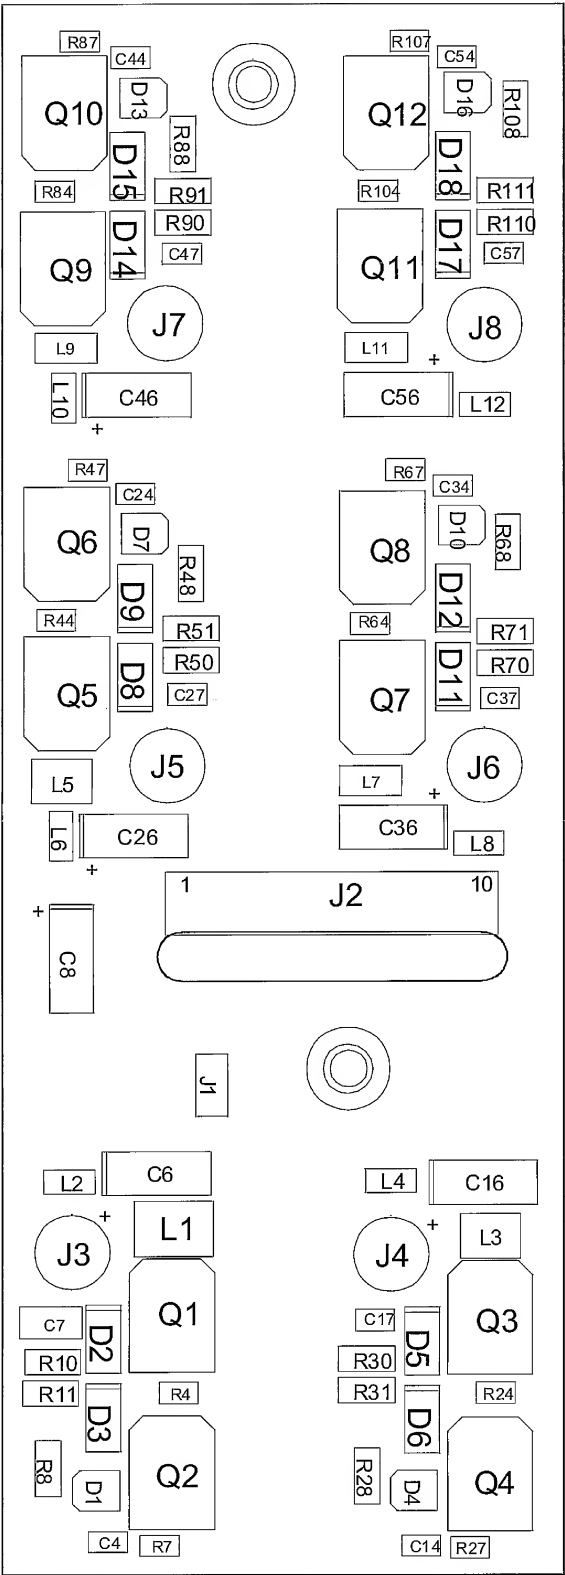 R87
C44
Q10
D13
R88
D15
R84
R91
R90
D14
C47
Q9
J7
L9
L10
C46
+
R107
C54
Q12
D16
R108
D18
R104
R111
R110
D17
C57
Q11
J8
L11
+
C56
L12
R47
C24
Q6
D7
R48
D9
R44
R51
R50
D8
C27
Q5
J5
L5
L6
C26
+
R67
C34
Q8
D10
R68
D12
R64
R71
R70
D11
C37
Q7
J6
L7
+
C36
L8
1
J2
10
+
C8
J1
L2
C6
+
L1
J3
Q1
C7
D2
R10
R11
R4
D3
R8
D1
Q2
C4
R7
L4
C16
+
L3
J4
Q3
C17
D5
R30
R31
R24
D6
R28
D4
Q4
C14
R27